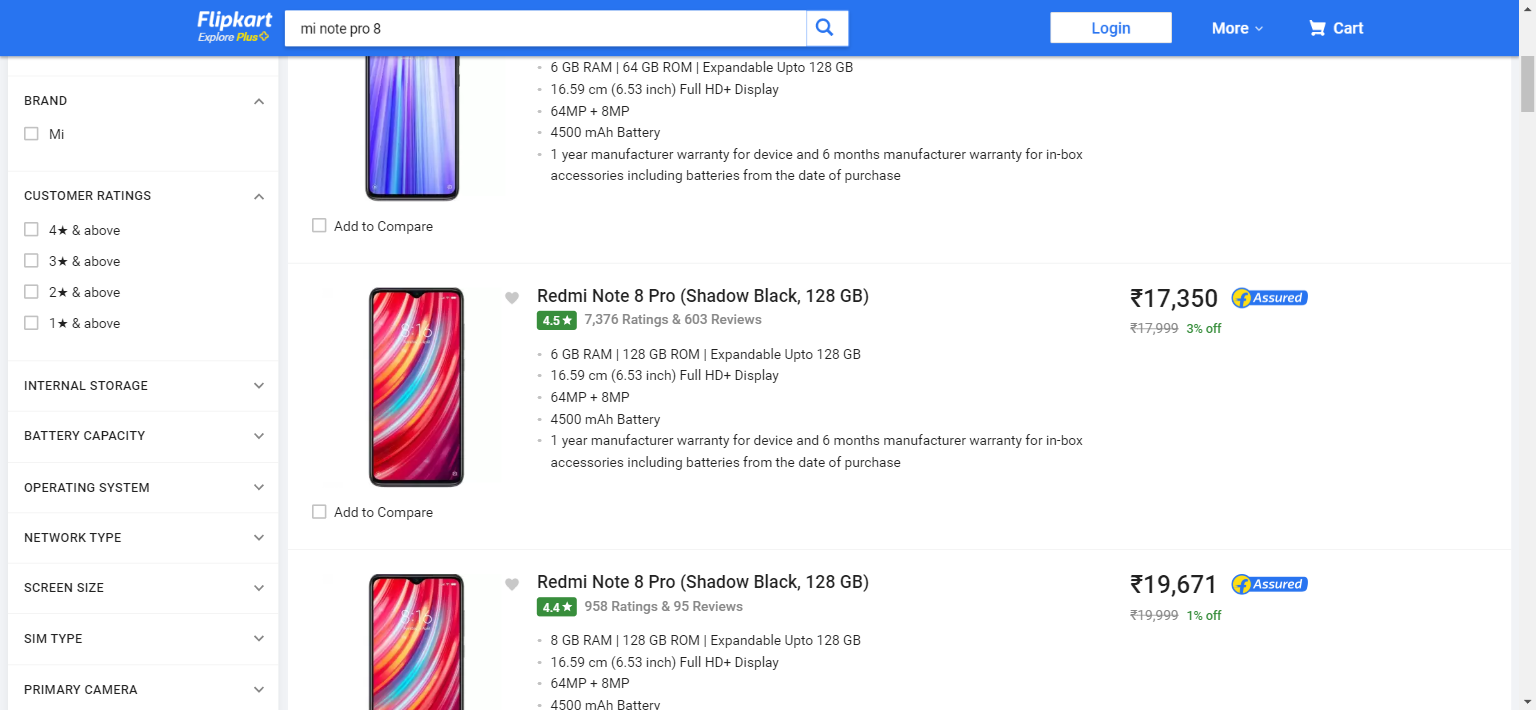 Flipkart
Explore Plus
mi note pro 8
Login
More
Cart
BRAND
Mi
CUSTOMER RATINGS
4★ & above
3★ & above
2★ & above
1★ & above
INTERNAL STORAGE
BATTERY CAPACITY
OPERATING SYSTEM
NETWORK TYPE
SCREEN SIZE
SIM TYPE
PRIMARY CAMERA
6 GB RAM | 64 GB ROM | Expandable Upto 128 GB
16.59 cm (6.53 inch) Full HD+ Display
64MP + 8MP
4500 mAh Battery
1 year manufacturer warranty for device and 6 months manufacturer warranty for in-box
accessories including batteries from the date of purchase
Add to Compare
8:16
Redmi Note 8 Pro (Shadow Black, 128 GB)
4.5★ 7,376 Ratings & 603 Reviews
6 GB RAM | 128 GB ROM | Expandable Upto 128 GB
16.59 cm (6.53 inch) Full HD+ Display
64MP + 8MP
4500 mAh Battery
1 year manufacturer warranty for device and 6 months manufacturer warranty for in-box
accessories including batteries from the date of purchase
₹17,350 Assured
₹17,999 3% off
Add to Compare
8:16
Redmi Note 8 Pro (Shadow Black, 128 GB)
4.4★ 958 Ratings & 95 Reviews
8 GB RAM | 128 GB ROM | Expandable Upto 128 GB
16.59 cm (6.53 inch) Full HD+ Display
64MP + 8MP
4500 mAh Battery
₹19,671 Assured
₹19,999 1% off